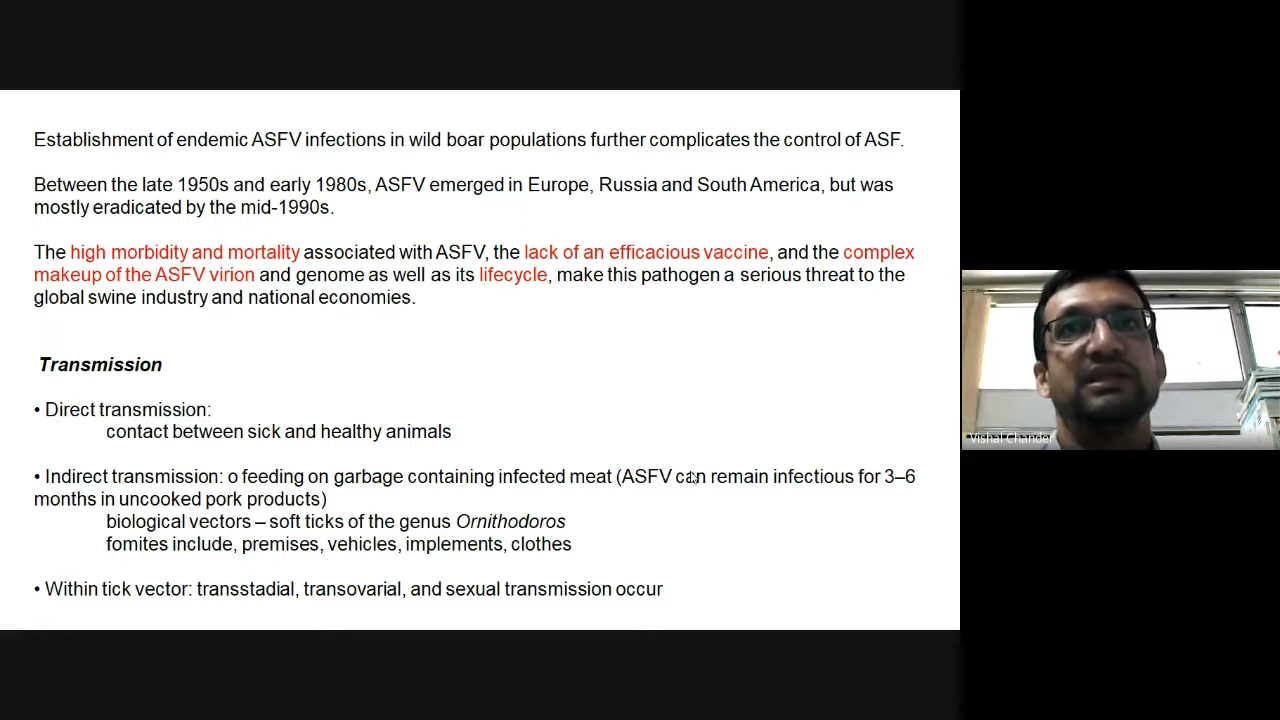 Establishment of endemic ASFV infections in wild boar populations further complicates the control of ASF.
Between the late 1950s and early 1980s, ASFV emerged in Europe, Russia and South America, but was
mostly eradicated by the mid-1990s.
The high morbidity and mortality associated with ASFV, the lack of an efficacious vaccine, and the complex
makeup of the ASFV virion and genome as well as its lifecycle, make this pathogen a serious threat to the
global swine industry and national economies.
Transmission
• Direct transmission:
contact between sick and healthy animals
• Indirect transmission: o feeding on garbage containing infected meat (ASFV can remain infectious for 3–6
months in uncooked pork products)
biological vectors – soft ticks of the genus Ornithodoros
fomites include, premises, vehicles, implements, clothes
• Within tick vector: transstadial, transovarial, and sexual transmission occur
Vishal Chander